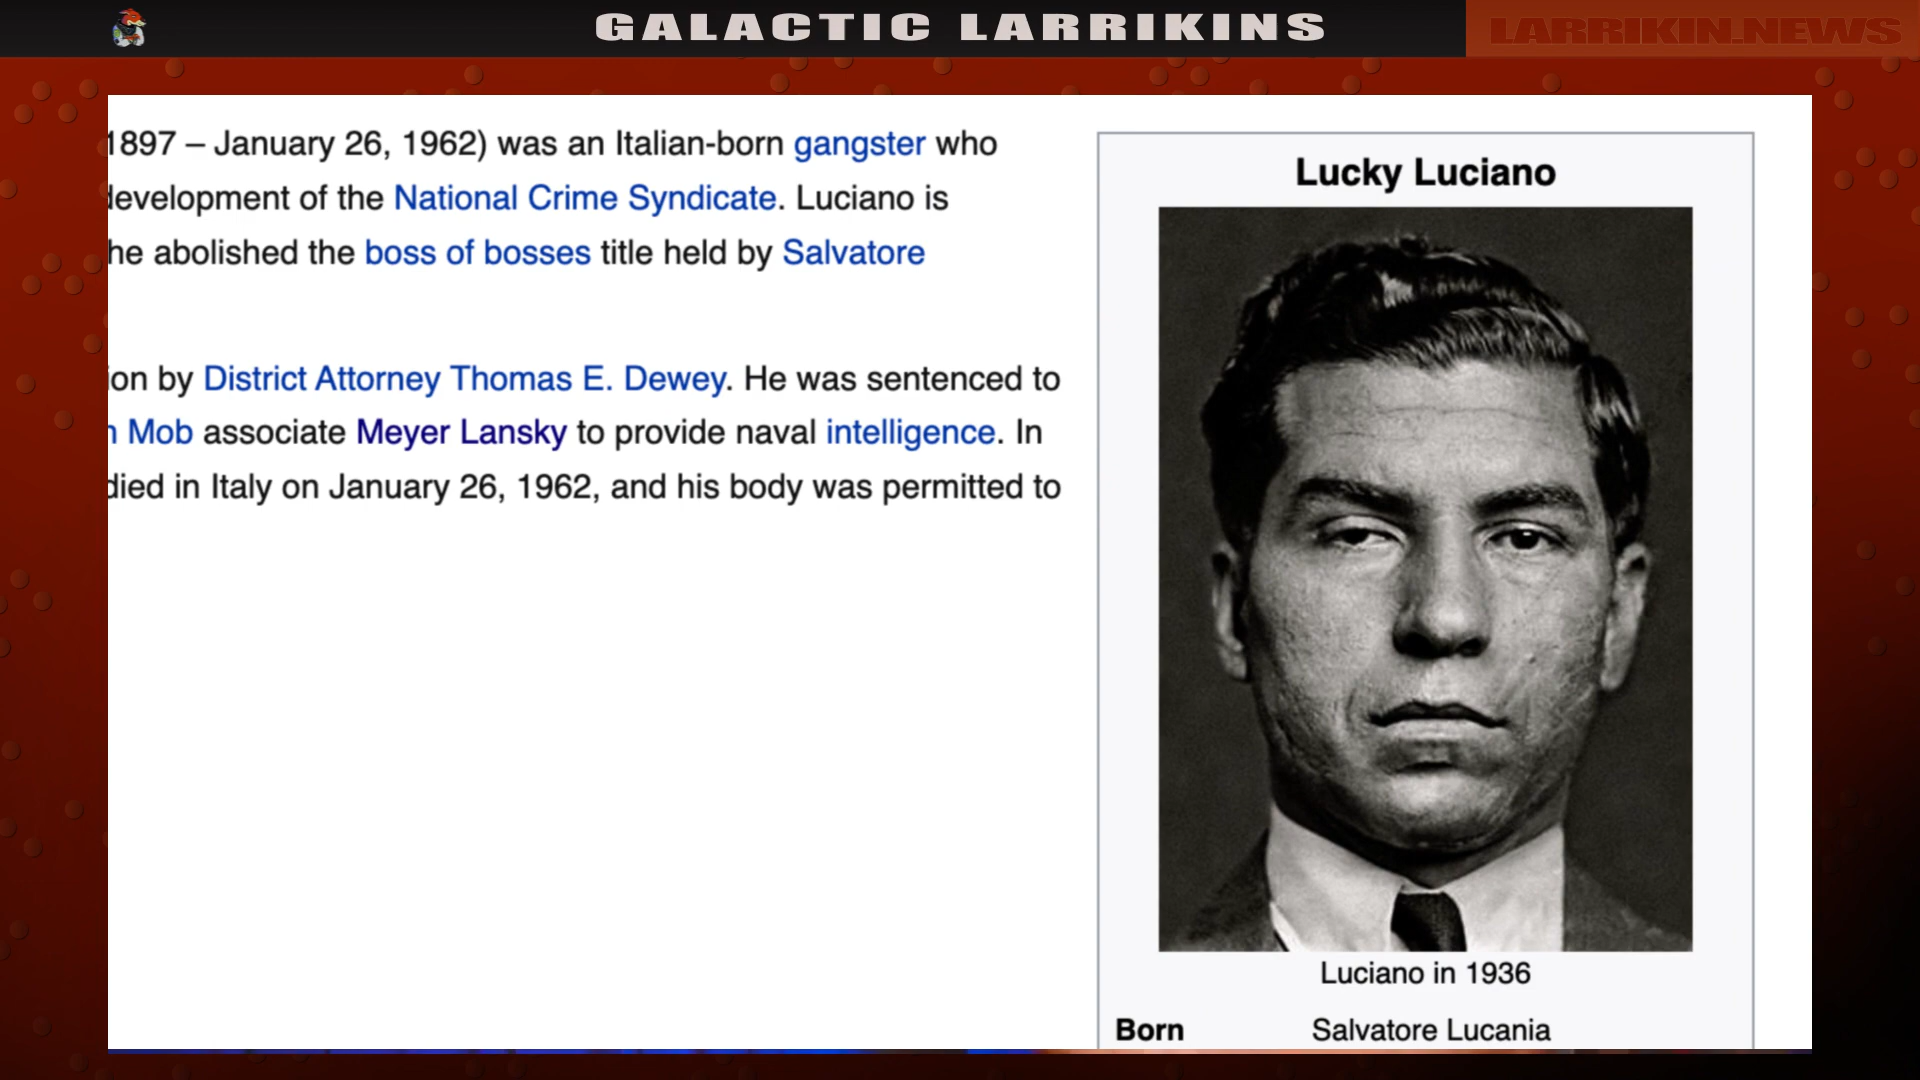 GALACTIC LARRIKINS
LARRIKIN.NEWS
1897 – January 26, 1962) was an Italian-born gangster who
development of the National Crime Syndicate. Luciano is
he abolished the boss of bosses title held by Salvatore
ion by District Attorney Thomas E. Dewey. He was sentenced to
Mob associate Meyer Lansky to provide naval intelligence. In
died in Italy on January 26, 1962, and his body was permitted to
Lucky Luciano
Luciano in 1936
Born Salvatore Lucania